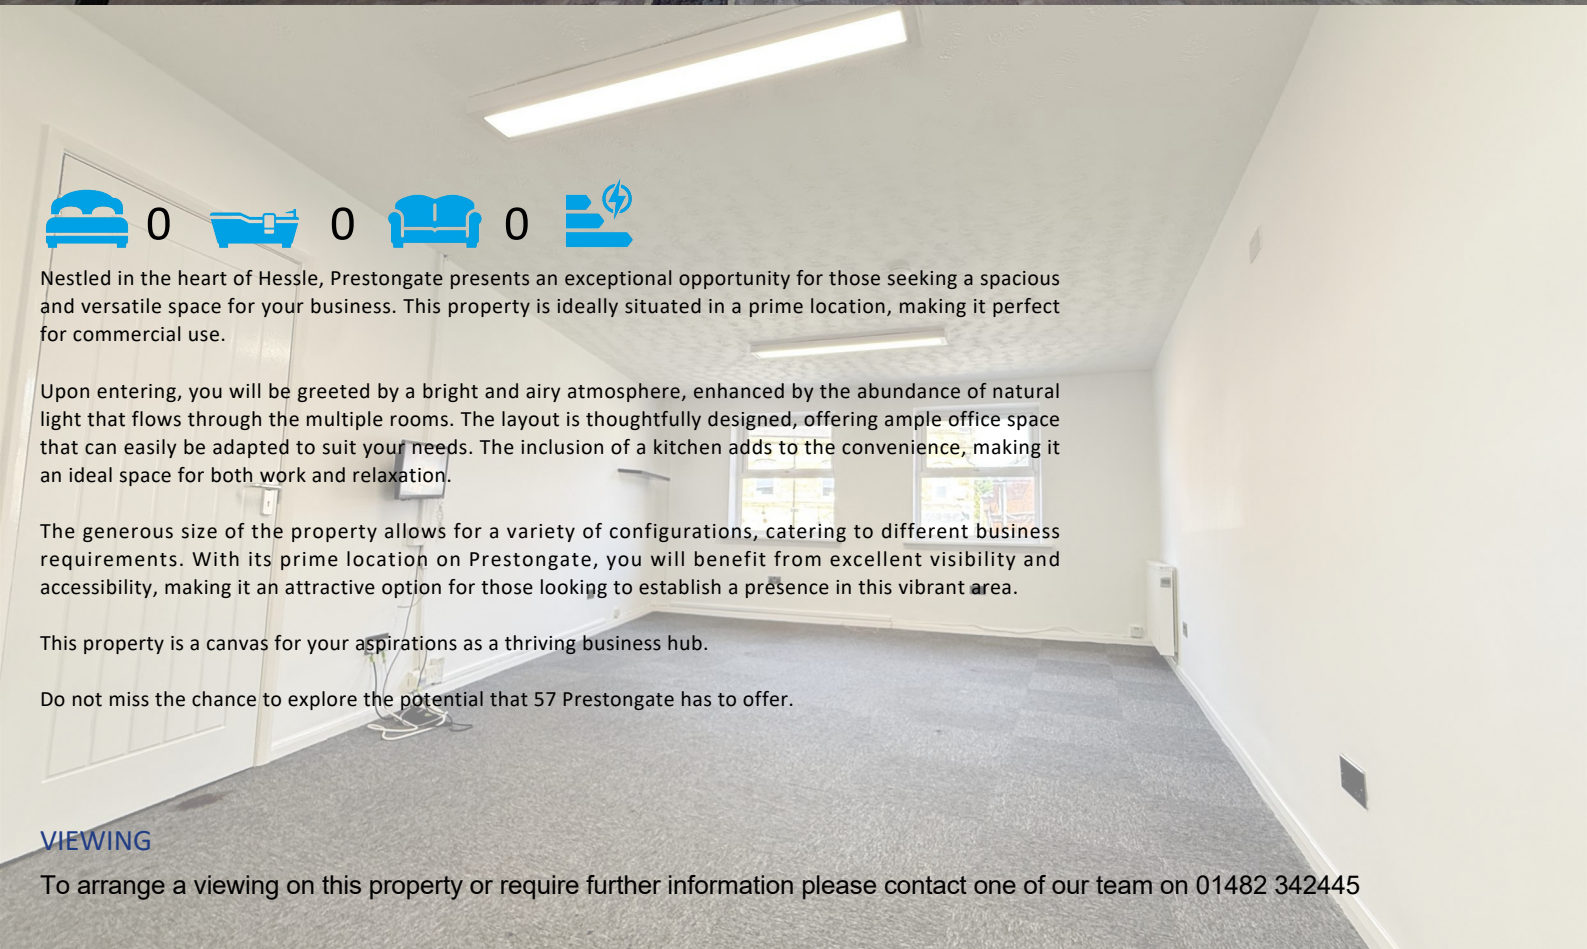 0 0 0
Nestled in the heart of Hessle, Prestongate presents an exceptional opportunity for those seeking a spacious
and versatile space for your business. This property is ideally situated in a prime location, making it perfect
for commercial use.
Upon entering, you will be greeted by a bright and airy atmosphere, enhanced by the abundance of natural
light that flows through the multiple rooms. The layout is thoughtfully designed, offering ample office space
that can easily be adapted to suit your needs. The inclusion of a kitchen adds to the convenience, making it
an ideal space for both work and relaxation.
The generous size of the property allows for a variety of configurations, catering to different business
requirements. With its prime location on Prestongate, you will benefit from excellent visibility and
accessibility, making it an attractive option for those looking to establish a presence in this vibrant area.
This property is a canvas for your aspirations as a thriving business hub.
Do not miss the chance to explore the potential that 57 Prestongate has to offer.
VIEWING
To arrange a viewing on this property or require further information please contact one of our team on 01482 342445